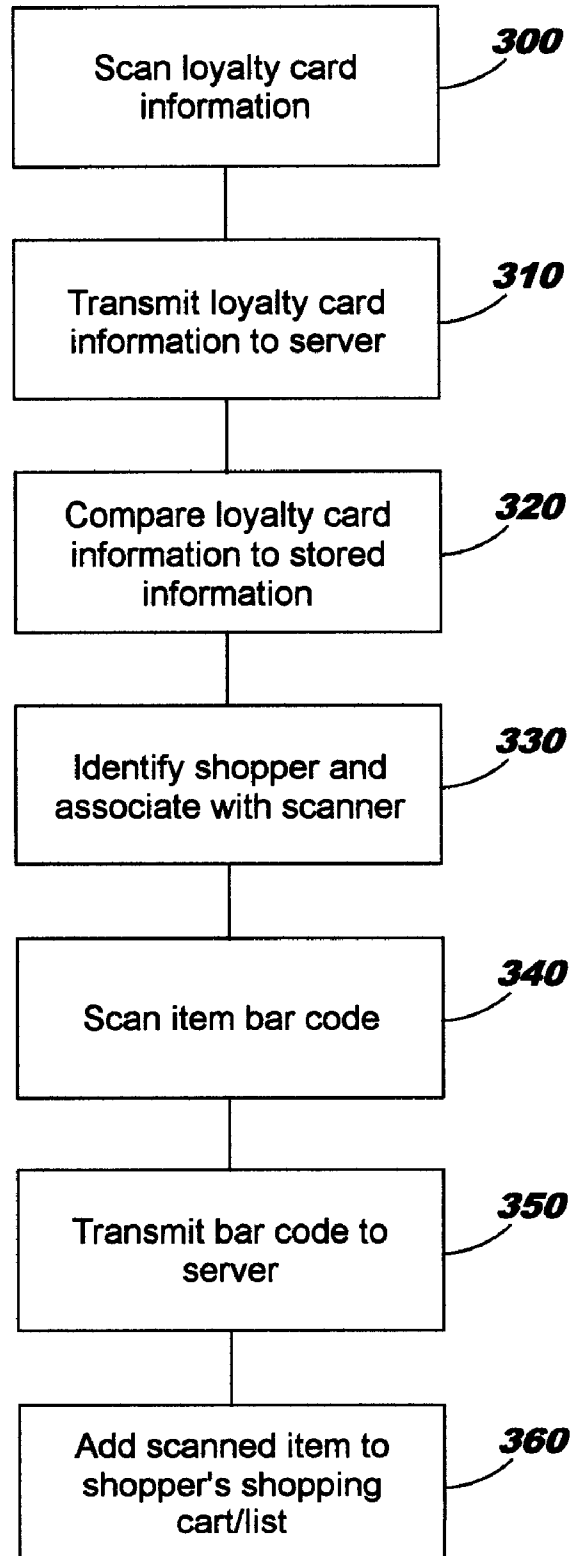 Scan loyalty card
information
300
Transmit loyalty card
information to server
310
Compare loyalty card
information to stored
information
320
Identify shopper and
associate with scanner
330
Scan item bar code
340
Transmit bar code to
server
350
Add scanned item to
shopper's shopping
cart/list
360